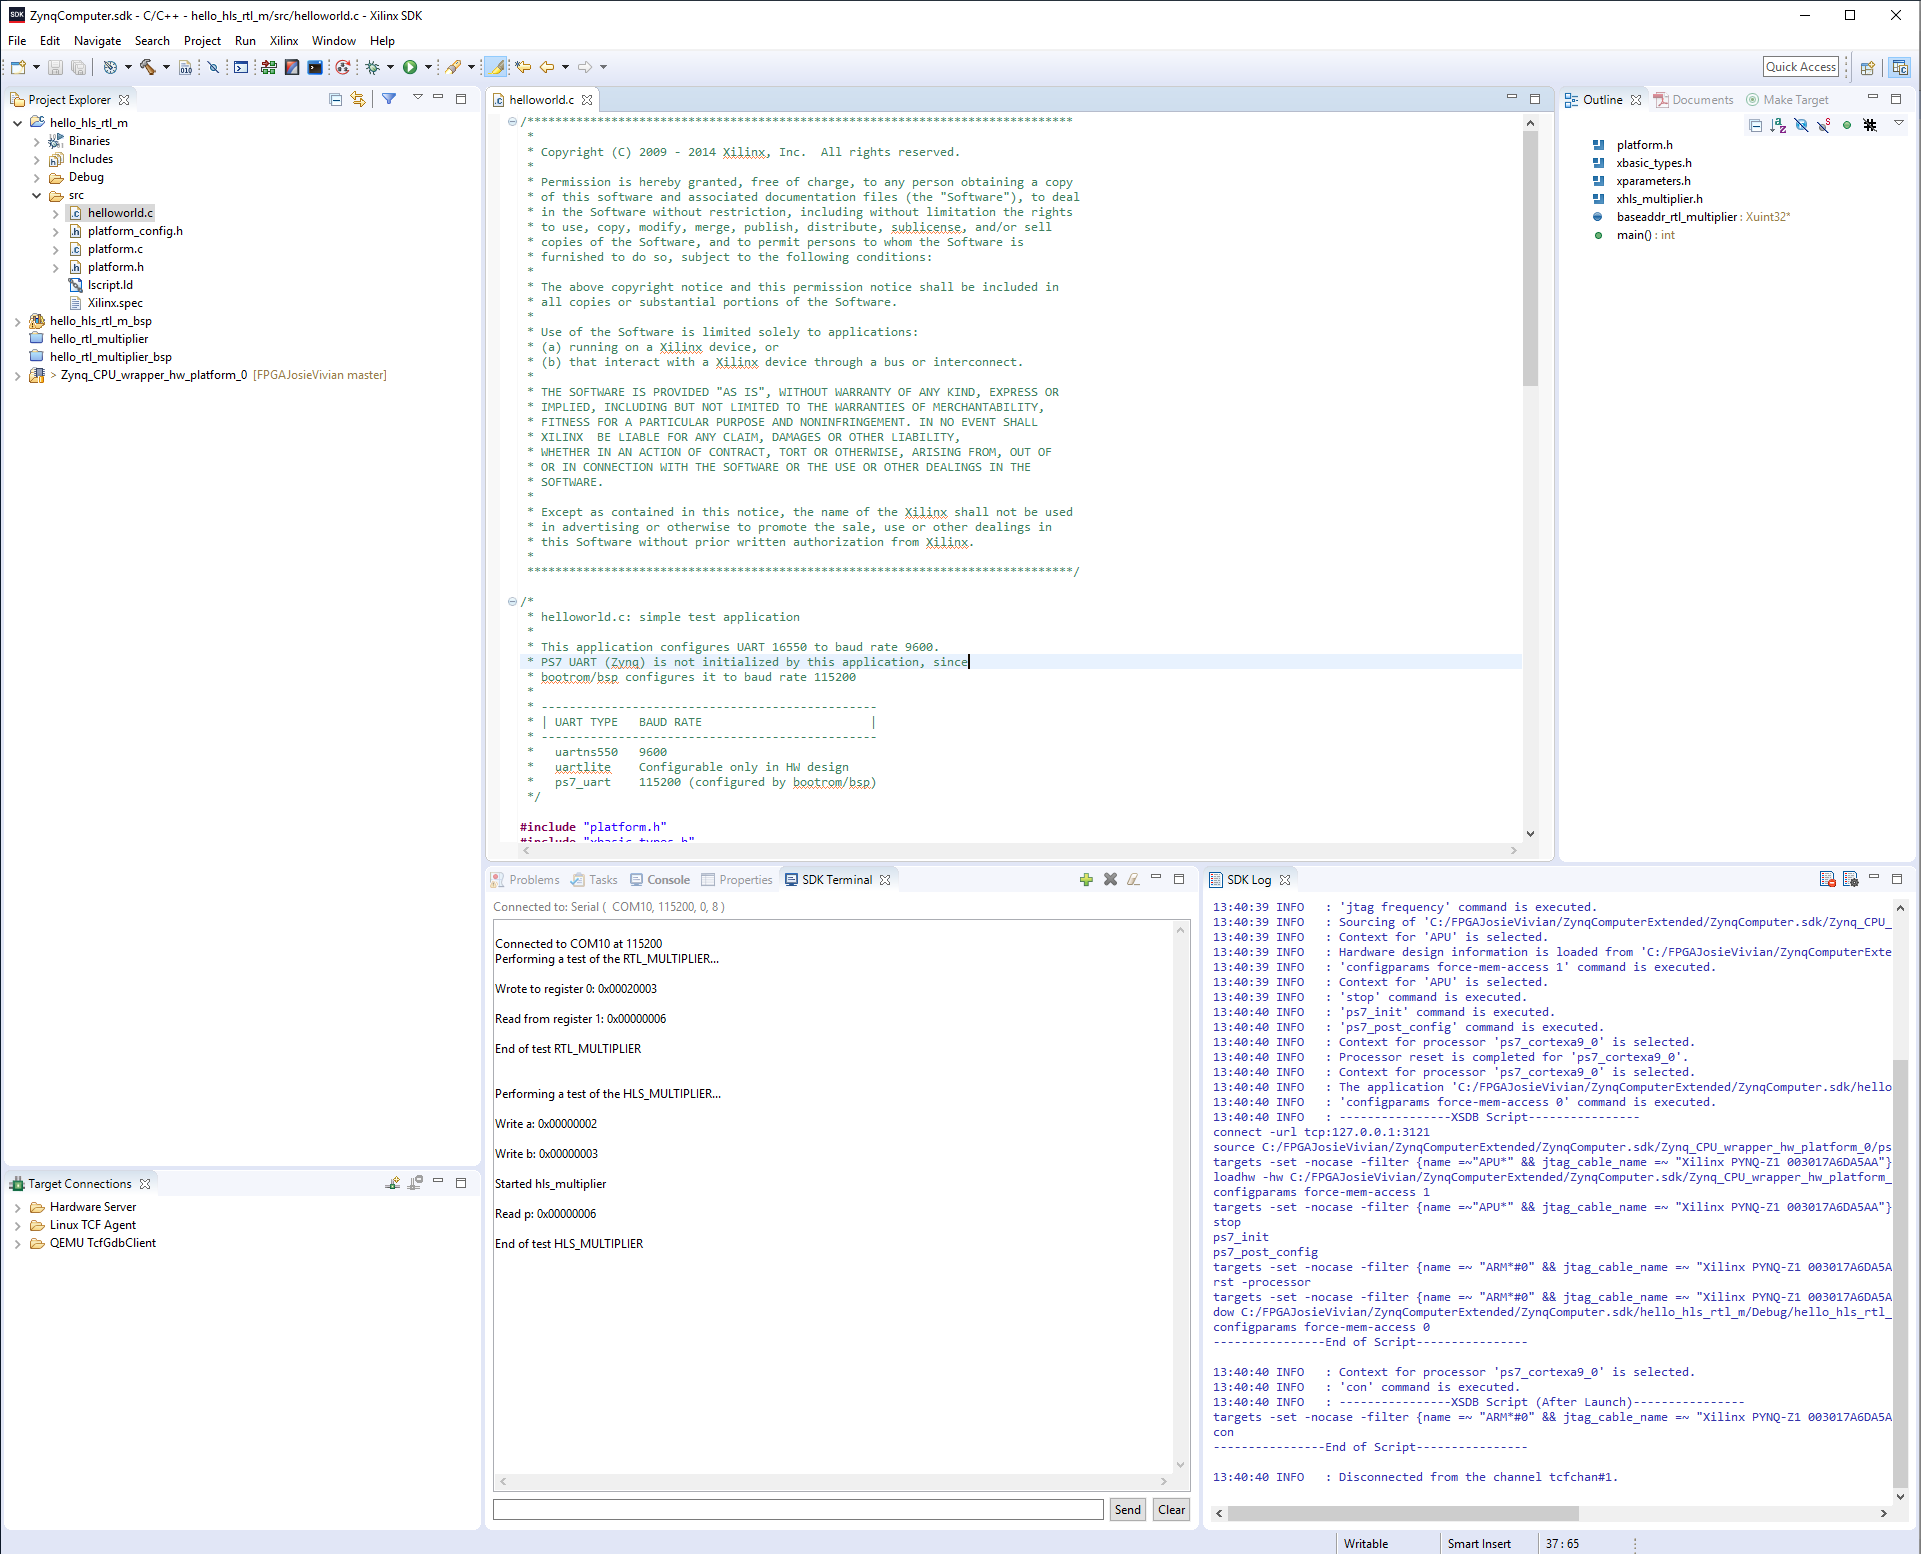 ZynqComputer.sdk - C/C++ - hello_hls_rtl_m/src/helloworld.c - Xilinx SDK
File Edit Navigate Search Project Run Xilinx Window Help
Quick Access
Project Explorer
hello_hls_rtl_m
Binaries
Includes
Debug
src
helloworld.c
platform_config.h
platform.c
platform.h
lscript.ld
Xilinx.spec
hello_hls_rtl_m_bsp
hello_rtl_multiplier
hello_rtl_multiplier_bsp
> Zynq_CPU_wrapper_hw_platform_0 [FPGAJosieVivian master]
Target Connections
Hardware Server
Linux TCF Agent
QEMU TcfGdbClient
helloworld.c
/******************************************************************************
*
* Copyright (C) 2009 - 2014 Xilinx, Inc.  All rights reserved.
*
* Permission is hereby granted, free of charge, to any person obtaining a copy
* of this software and associated documentation files (the "Software"), to deal
* in the Software without restriction, including without limitation the rights
* to use, copy, modify, merge, publish, distribute, sublicense, and/or sell
* copies of the Software, and to permit persons to whom the Software is
* furnished to do so, subject to the following conditions:
*
* The above copyright notice and this permission notice shall be included in
* all copies or substantial portions of the Software.
*
* Use of the Software is limited solely to applications:
* (a) running on a Xilinx device, or
* (b) that interact with a Xilinx device through a bus or interconnect.
*
* THE SOFTWARE IS PROVIDED "AS IS", WITHOUT WARRANTY OF ANY KIND, EXPRESS OR
* IMPLIED, INCLUDING BUT NOT LIMITED TO THE WARRANTIES OF MERCHANTABILITY,
* FITNESS FOR A PARTICULAR PURPOSE AND NONINFRINGEMENT. IN NO EVENT SHALL
* XILINX  BE LIABLE FOR ANY CLAIM, DAMAGES OR OTHER LIABILITY,
* WHETHER IN AN ACTION OF CONTRACT, TORT OR OTHERWISE, ARISING FROM, OUT OF
* OR IN CONNECTION WITH THE SOFTWARE OR THE USE OR OTHER DEALINGS IN THE
* SOFTWARE.
*
* Except as contained in this notice, the name of the Xilinx shall not be used
* in advertising or otherwise to promote the sale, use or other dealings in
* this Software without prior written authorization from Xilinx.
*
******************************************************************************/
/*
* helloworld.c: simple test application
*
* This application configures UART 16550 to baud rate 9600.
* PS7 UART (Zynq) is not initialized by this application, since
* bootrom/bsp configures it to baud rate 115200
*
* ------------------------------------------------
* | UART TYPE   BAUD RATE                        |
* ------------------------------------------------
*   uartns550   9600
*   uartlite    Configurable only in HW design
*   ps7_uart    115200 (configured by bootrom/bsp)
*/
#include "platform.h"
#include "xbasic_types.h"
Outline Documents Make Target
platform.h
xbasic_types.h
xparameters.h
xhls_multiplier.h
baseaddr_rtl_multiplier : Xuint32*
main() : int
Problems Tasks Console Properties SDK Terminal
Connected to: Serial ( COM10, 115200, 0, 8 )
Connected to COM10 at 115200
Performing a test of the RTL_MULTIPLIER...
Wrote to register 0: 0x00020003
Read from register 1: 0x00000006
End of test RTL_MULTIPLIER
Performing a test of the HLS_MULTIPLIER...
Write a: 0x00000002
Write b: 0x00000003
Started hls_multiplier
Read p: 0x00000006
End of test HLS_MULTIPLIER
Send Clear
SDK Log
13:40:39 INFO   : 'jtag frequency' command is executed.
13:40:39 INFO   : Sourcing of 'C:/FPGAJosieVivian/ZynqComputerExtended/ZynqComputer.sdk/Zynq_CPU_
13:40:39 INFO   : Context for 'APU' is selected.
13:40:39 INFO   : Hardware design information is loaded from 'C:/FPGAJosieVivian/ZynqComputerExte
13:40:39 INFO   : 'configparams force-mem-access 1' command is executed.
13:40:39 INFO   : Context for 'APU' is selected.
13:40:39 INFO   : 'stop' command is executed.
13:40:40 INFO   : 'ps7_init' command is executed.
13:40:40 INFO   : 'ps7_post_config' command is executed.
13:40:40 INFO   : Context for processor 'ps7_cortexa9_0' is selected.
13:40:40 INFO   : Processor reset is completed for 'ps7_cortexa9_0'.
13:40:40 INFO   : Context for processor 'ps7_cortexa9_0' is selected.
13:40:40 INFO   : The application 'C:/FPGAJosieVivian/ZynqComputerExtended/ZynqComputer.sdk/hello
13:40:40 INFO   : 'configparams force-mem-access 0' command is executed.
13:40:40 INFO   : ----------------XSDB Script----------------
connect -url tcp:127.0.0.1:3121
source C:/FPGAJosieVivian/ZynqComputerExtended/ZynqComputer.sdk/Zynq_CPU_wrapper_hw_platform_0/ps
targets -set -nocase -filter {name =~"APU*" && jtag_cable_name =~ "Xilinx PYNQ-Z1 003017A6DA5AA"}
loadhw -hw C:/FPGAJosieVivian/ZynqComputerExtended/ZynqComputer.sdk/Zynq_CPU_wrapper_hw_platform_
configparams force-mem-access 1
targets -set -nocase -filter {name =~"APU*" && jtag_cable_name =~ "Xilinx PYNQ-Z1 003017A6DA5AA"}
stop
ps7_init
ps7_post_config
targets -set -nocase -filter {name =~ "ARM*#0" && jtag_cable_name =~ "Xilinx PYNQ-Z1 003017A6DA5A
rst -processor
targets -set -nocase -filter {name =~ "ARM*#0" && jtag_cable_name =~ "Xilinx PYNQ-Z1 003017A6DA5A
dow C:/FPGAJosieVivian/ZynqComputerExtended/ZynqComputer.sdk/hello_hls_rtl_m/Debug/hello_hls_rtl_
configparams force-mem-access 0
----------------End of Script----------------
13:40:40 INFO   : Context for processor 'ps7_cortexa9_0' is selected.
13:40:40 INFO   : 'con' command is executed.
13:40:40 INFO   : ----------------XSDB Script (After Launch)----------------
targets -set -nocase -filter {name =~ "ARM*#0" && jtag_cable_name =~ "Xilinx PYNQ-Z1 003017A6DA5A
con
----------------End of Script----------------
13:40:40 INFO   : Disconnected from the channel tcfchan#1.
Writable Smart Insert 37 : 65